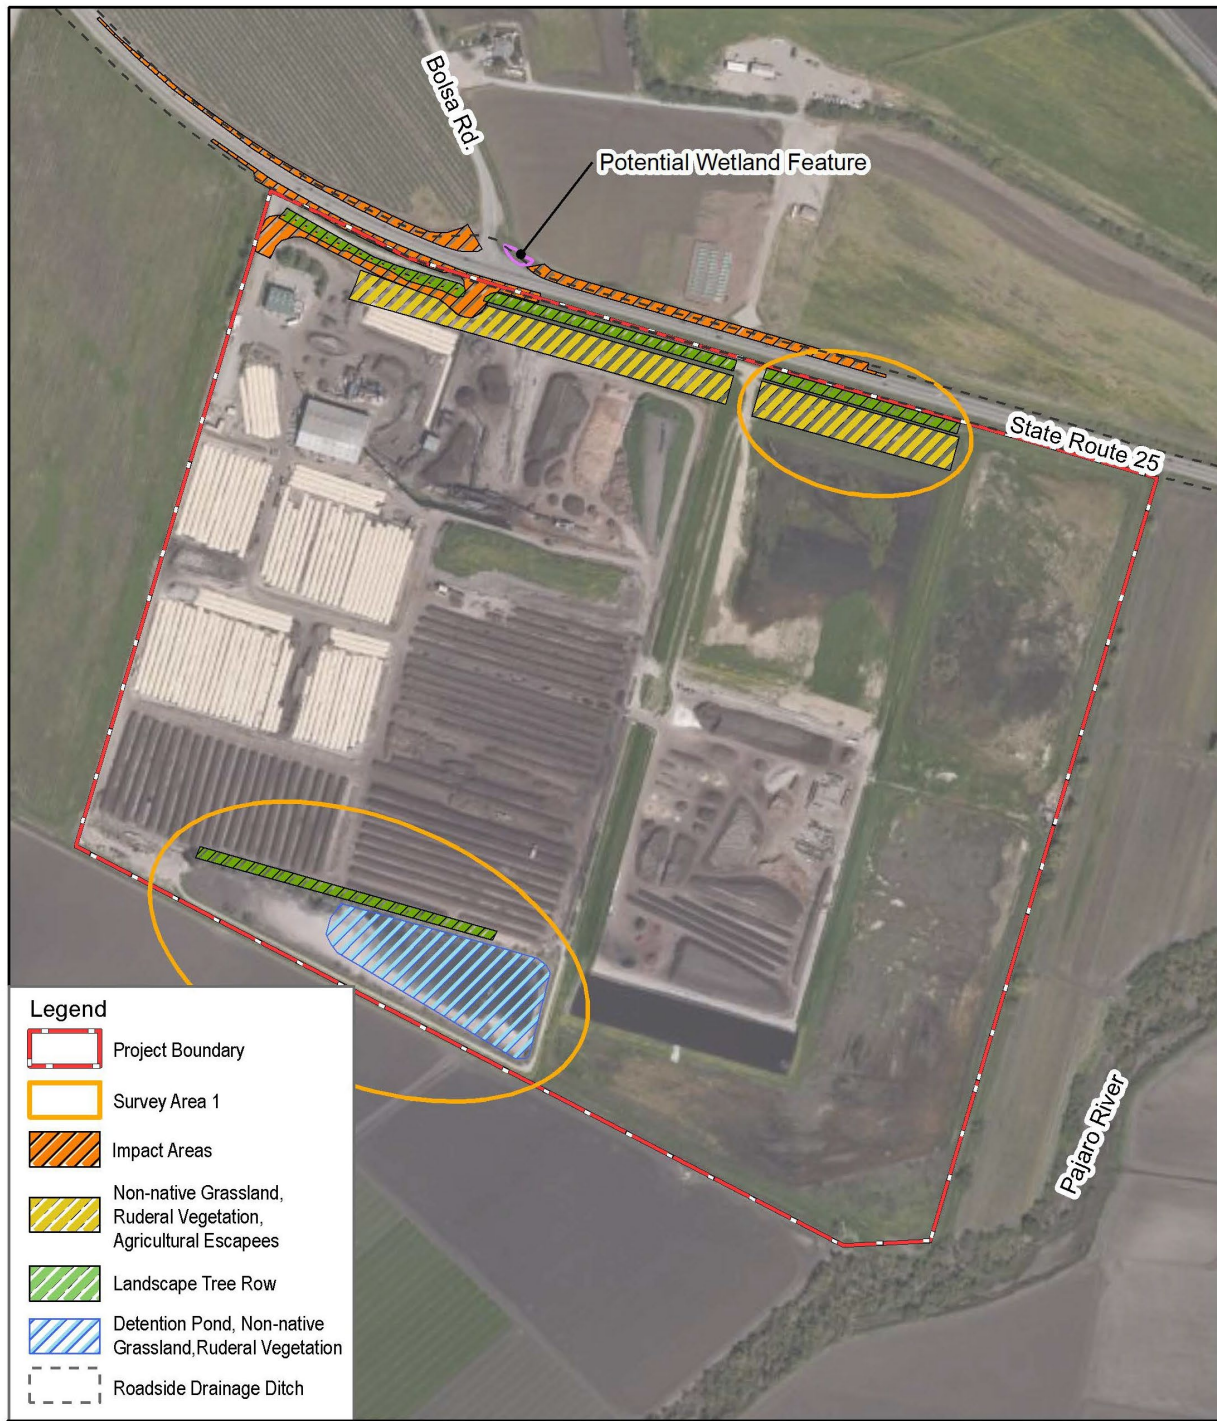 Bolsa Rd.
Potential Wetland Feature
State Route 25
Pajaro River
Legend
Project Boundary
Survey Area 1
Impact Areas
Non-native Grassland,
Ruderal Vegetation,
Agricultural Escapees
Landscape Tree Row
Detention Pond, Non-native
Grassland,Ruderal Vegetation
Roadside Drainage Ditch